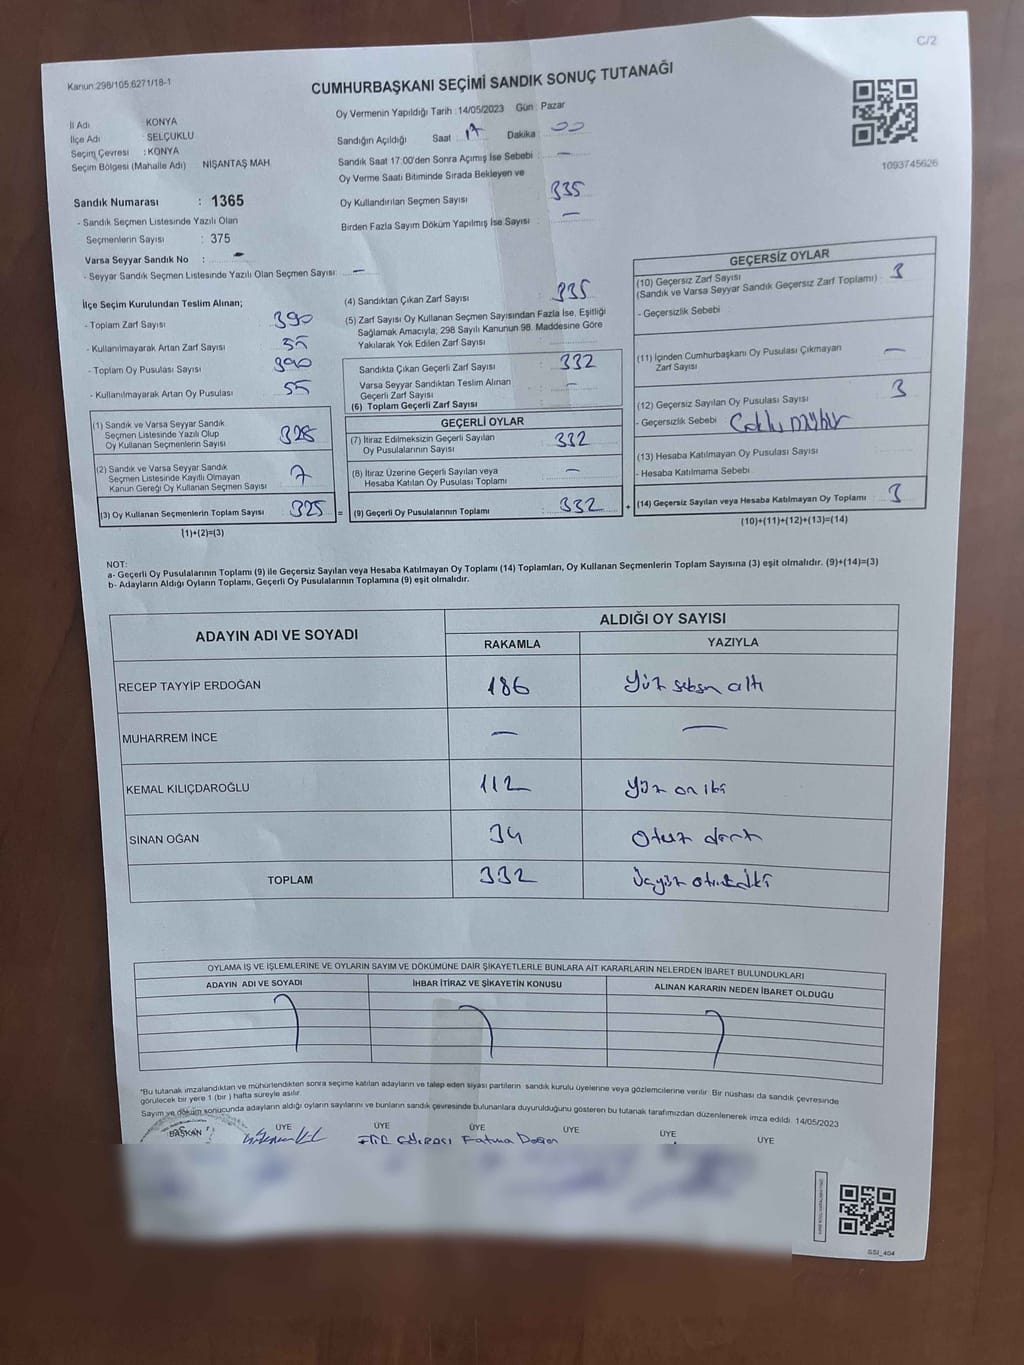 C/2
Kanun:298/105.6271/18-1
CUMHURBAŞKANI SEÇİMİ SANDIK SONUÇ TUTANAĞI
1093745626
İl Adı : KONYA
İlçe Adı : SELÇUKLU
Seçim Çevresi : KONYA
Seçim Bölgesi (Mahalle Adı) NİŞANTAŞ MAH.
Sandık Numarası : 1365
- Sandık Seçmen Listesinde Yazılı Olan
Seçmenlerin Sayısı : 375
Varsa Seyyar Sandık No : -
- Seyyar Sandık Seçmen Listesinde Yazılı Olan Seçmen Sayısı: -
Oy Vermenin Yapıldığı Tarih : 14/05/2023 Gün : Pazar
Sandığın Açıldığı Saat : 17 Dakika : 00
Sandık Saat 17:00'den Sonra Açımış İse Sebebi : -
Oy Verme Saati Bitiminde Sırada Bekleyen ve
Oy Kullandırılan Seçmen Sayısı : 335
Birden Fazla Sayım Döküm Yapılmış İse Sayısı : -
İlçe Seçim Kurulundan Teslim Alınan;
- Toplam Zarf Sayısı : 390
- Kullanılmayarak Artan Zarf Sayısı : 55
- Toplam Oy Pusulası Sayısı : 390
- Kullanılmayarak Artan Oy Pusulası : 55
(1) Sandık ve Varsa Seyyar Sandık
Seçmen Listesinde Yazılı Olup
Oy Kullanan Seçmenlerin Sayısı : 328
(2) Sandık ve Varsa Seyyar Sandık
Seçmen Listesinde Kayıtlı Olmayan
Kanun Gereği Oy Kullanan Seçmen Sayısı : 7
(3) Oy Kullanan Seçmenlerin Toplam Sayısı : 325
(1)+(2)=(3)
(4) Sandıktan Çıkan Zarf Sayısı : 335
(5) Zarf Sayısı Oy Kullanan Seçmen Sayısından Fazla İse, Eşitliği
Sağlamak Amacıyla; 298 Sayılı Kanunun 98. Maddesine Göre
Yakılarak Yok Edilen Zarf Sayısı :
Sandıkta Çıkan Geçerli Zarf Sayısı : 332
Varsa Seyyar Sandıktan Teslim Alınan
Geçerli Zarf Sayısı : -
(6) Toplam Geçerli Zarf Sayısı :
GEÇERLİ OYLAR
(7) İtiraz Edilmeksizin Geçerli Sayılan
Oy Pusulalarının Sayısı : 332
(8) İtiraz Üzerine Geçerli Sayılan veya
Hesaba Katılan Oy Pusulası Toplamı : -
= (9) Geçerli Oy Pusulalarının Toplamı : 332
GEÇERSİZ OYLAR
(10) Geçersiz Zarf Sayısı
(Sandık ve Varsa Seyyar Sandık Geçersiz Zarf Toplamı) : 3
- Geçersizlik Sebebi
(11) İçinden Cumhurbaşkanı Oy Pusulası Çıkmayan
Zarf Sayısı -
(12) Geçersiz Sayılan Oy Pusulası Sayısı : 3
- Geçersizlik Sebebi :
(13) Hesaba Katılmayan Oy Pusulası Sayısı
- Hesaba Katılmama Sebebi :
+ (14) Geçersiz Sayılan veya Hesaba Katılmayan Oy Toplamı : 3
(10)+(11)+(12)+(13)=(14)
NOT:
a- Geçerli Oy Pusulalarının Toplamı (9) ile Geçersiz Sayılan veya Hesaba Katılmayan Oy Toplamı (14) Toplamları, Oy Kullanan Seçmenlerin Toplam Sayısına (3) eşit olmalıdır. (9)+(14)=(3)
b- Adayların Aldığı Oyların Toplamı, Geçerli Oy Pusulalarının Toplamına (9) eşit olmalıdır.
ADAYIN ADI VE SOYADI ALDIĞI OY SAYISI
RAKAMLA YAZIYLA
RECEP TAYYİP ERDOĞAN 186 Yüz seksen altı
MUHARREM İNCE - -
KEMAL KILIÇDAROĞLU 112 Yüz on iki
SİNAN OĞAN 34 Otuz dört
TOPLAM 332 Üçyüz otuz iki
OYLAMA İŞ VE İŞLEMLERİNE VE OYLARIN SAYIM VE DÖKÜMÜNE DAİR ŞİKAYETLERLE BUNLARA AİT KARARLARIN NELERDEN İBARET BULUNDUKLARI
ADAYIN ADI VE SOYADI İHBAR İTİRAZ VE ŞİKAYETİN KONUSU ALINAN KARARIN NEDEN İBARET OLDUĞU
"Bu tutanak imzalandıktan ve mühürlendikten sonra seçime katılan adayların ve talep eden siyasi partilerin sandık kurulu üyelerine veya gözlemcilerine verilir. Bir nüshası da sandık çevresinde
görülecek bir yere 1 (bir ) hafta süreyle asılır.
Sayım ve döküm sonucunda adayların aldığı oyların sayılarını ve bunların sandık çevresinde bulunanlara duyurulduğunu gösteren bu tutanak tarafımızdan düzenlenerek imza edildi. 14/05/2023
BAŞKAN ÜYE ÜYE ÜYE ÜYE ÜYE ÜYE
Fatma
SSİ_404